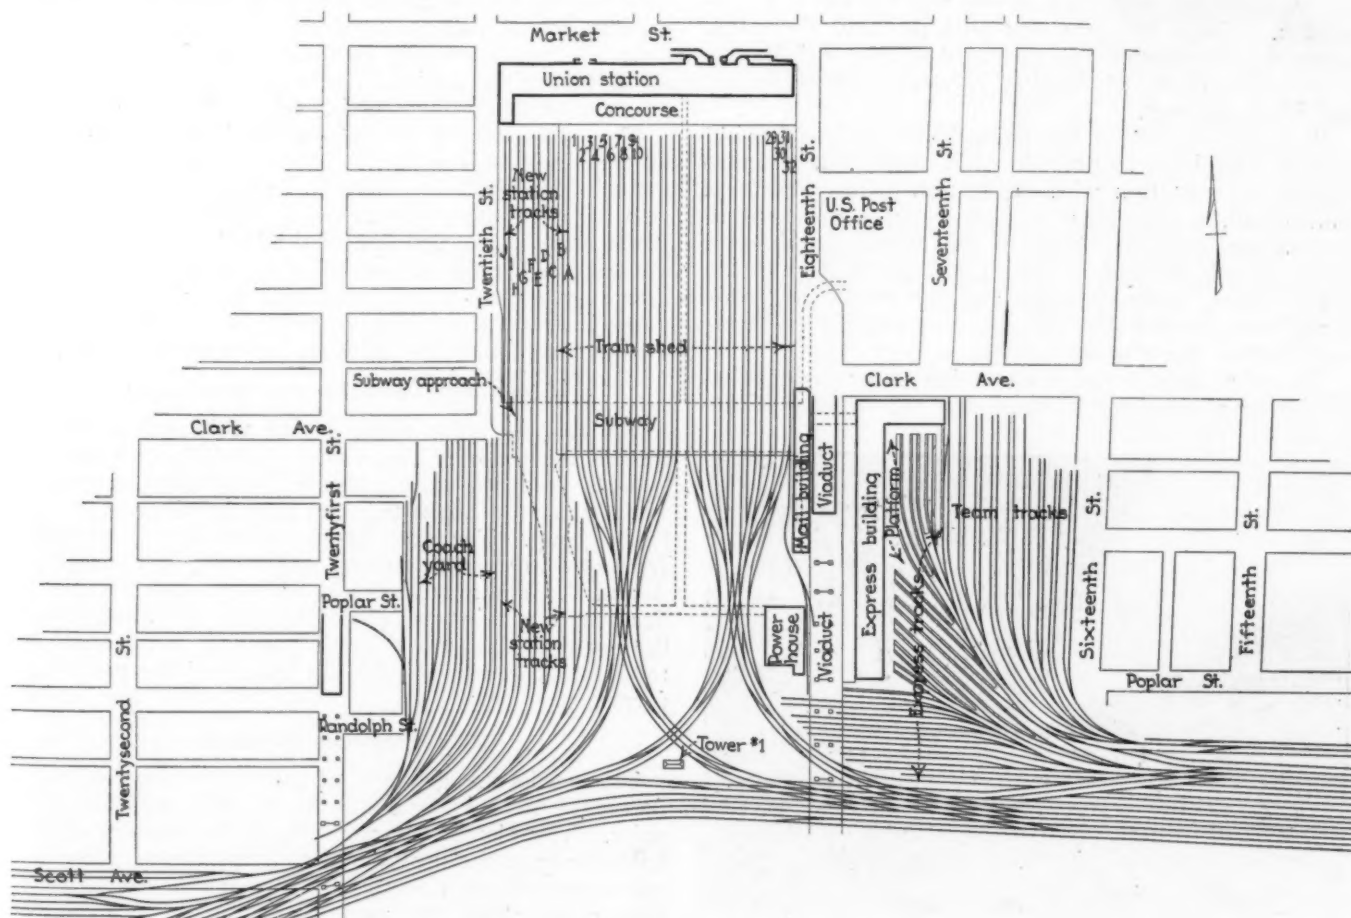 Market St.
Union station
Concourse
1 3 5 7 9
2 4 6 8 10
29 31
30
32
New
station
tracks
J I H G F E D C B A
Twentieth St.
Eighteenth St.
U.S. Post
Office
Seventeenth St.
Train shed
Subway approach
Subway
Clark Ave.
Clark Ave.
Twentyfirst St.
Coach
yard
Mail building
Viaduct
Express building
Platform
Team tracks
Sixteenth St.
Fifteenth St.
Poplar St.
New
station
tracks
Power
house
Viaduct
Express tracks
Poplar St.
Randolph St.
Twentysecond St.
Tower #1
Scott Ave.